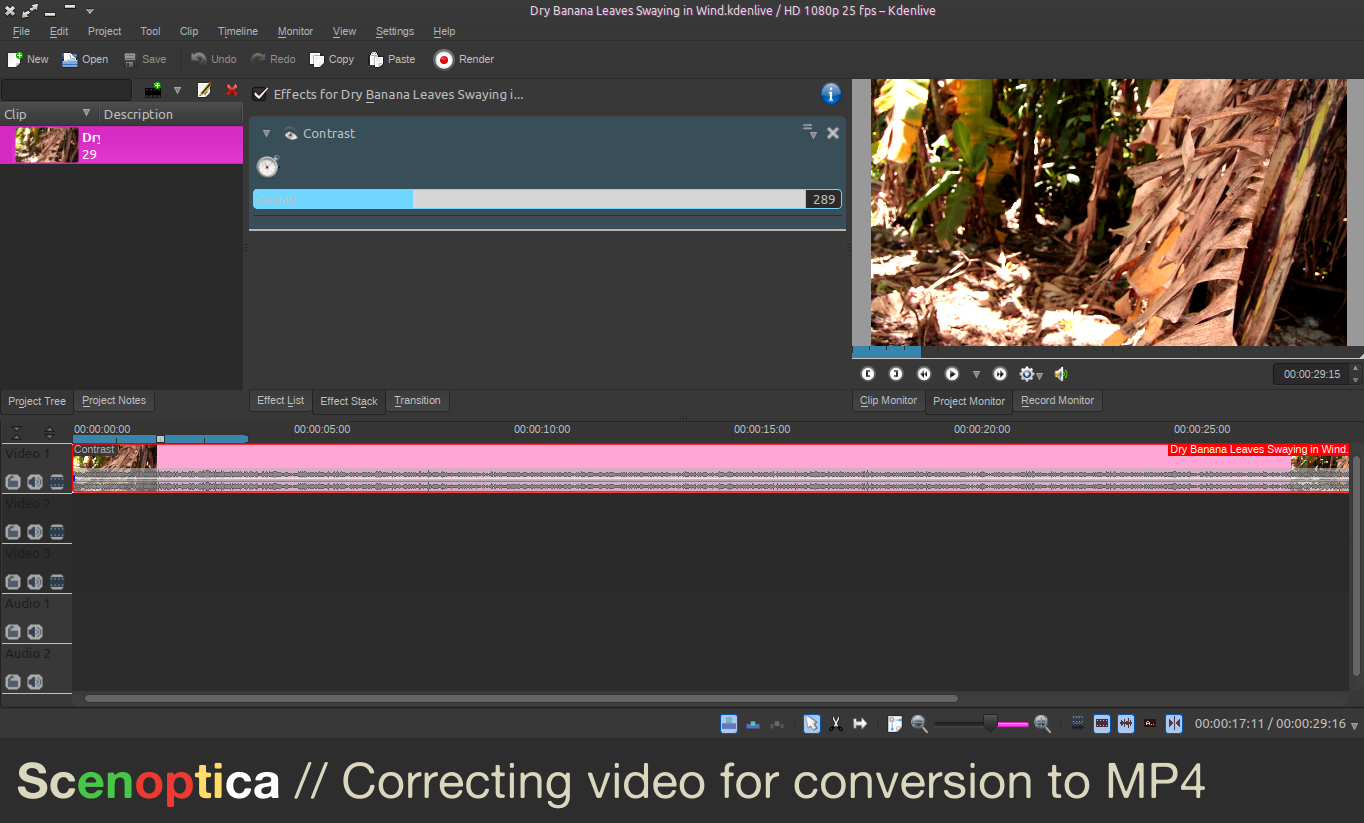 Dry Banana Leaves Swaying in Wind.kdenlive / HD 1080p 25 fps – Kdenlive
File Edit Project Tool Clip Timeline Monitor View Settings Help
New Open Save Undo Redo Copy Paste Render
Effects for Dry Banana Leaves Swaying i...
Clip Description
Contrast
Dry
29
Contrast 289
00:00:29:15
Project Tree Project Notes Effect List Effect Stack Transition Clip Monitor Project Monitor Record Monitor
00:00:00:00 00:00:05:00 00:00:10:00 00:00:15:00 00:00:20:00 00:00:25:00
Video 1 Contrast Dry Banana Leaves Swaying in Wind.
Video 2
Video 3
Audio 1
Audio 2
00:00:17:11 / 00:00:29:16
Scenoptica // Correcting video for conversion to MP4